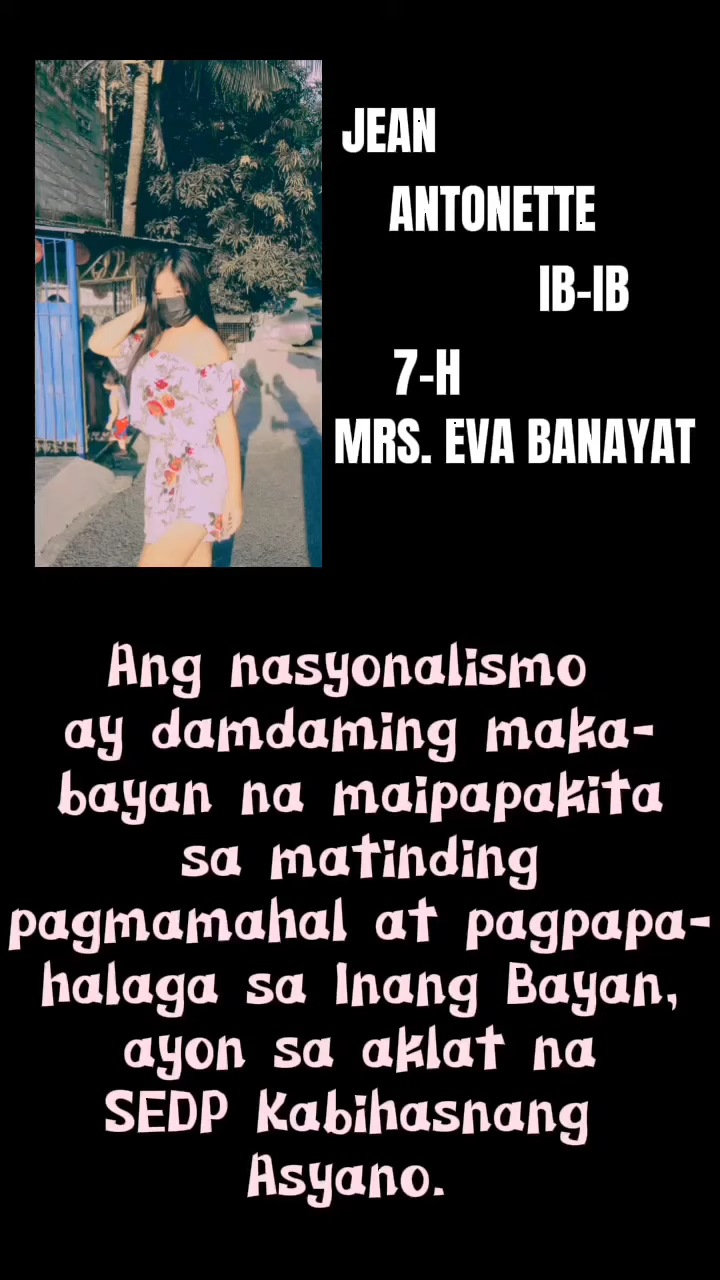 JEAN
ANTONETTE
IB-IB
7-H
MRS. EVA BANAYAT
Ang nasyonalismo
ay damdaming maka-
bayan na maipapakita
sa matinding
pagmamahal at pagpapa-
halaga sa Inang Bayan,
ayon sa aklat na
SEDP Kabihasnang
Asyano.